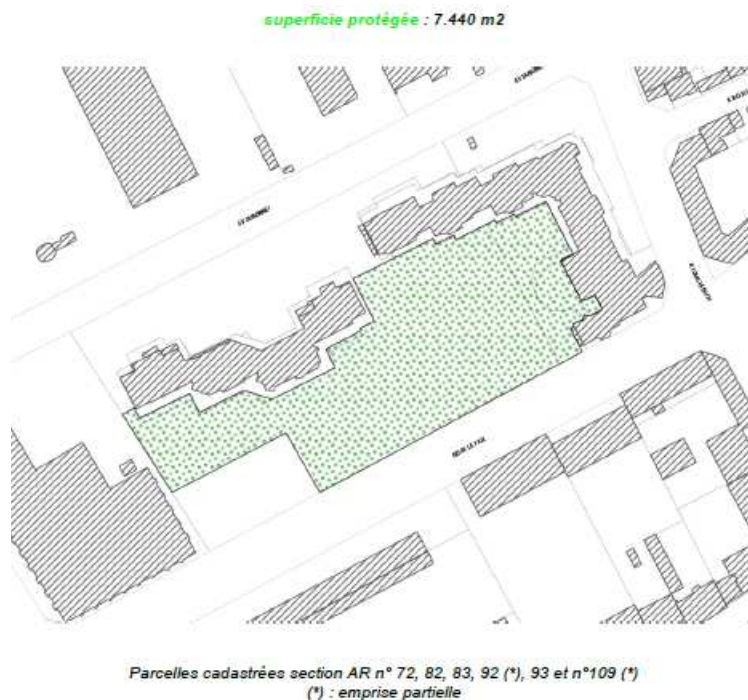 superficie protégée : 7.440 m2
Parcelles cadastrées section AR n° 72, 82, 83, 92 (*), 93 et n°109 (*)
(*) : emprise partielle